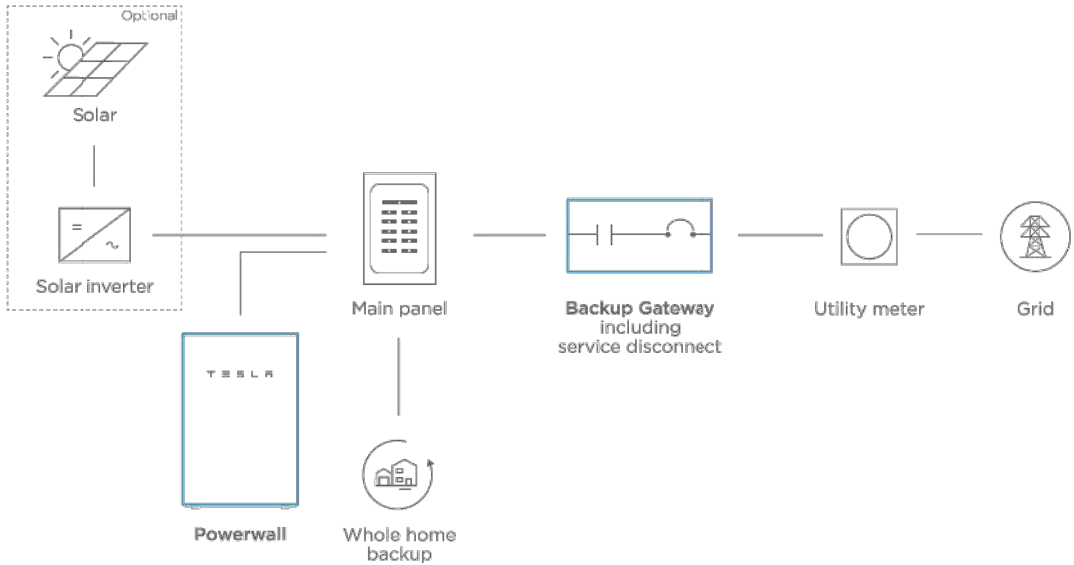 Optional
Solar
Solar inverter
Main panel
Backup Gateway
including
service disconnect
Utility meter
Grid
TESLA
Powerwall
Whole home
backup